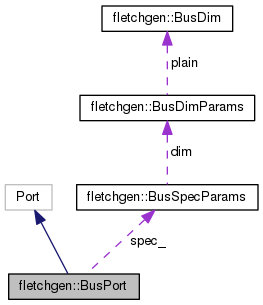 fletchgen::BusDim
plain
fletchgen::BusDimParams
dim
Port
fletchgen::BusSpecParams
spec_
fletchgen::BusPort